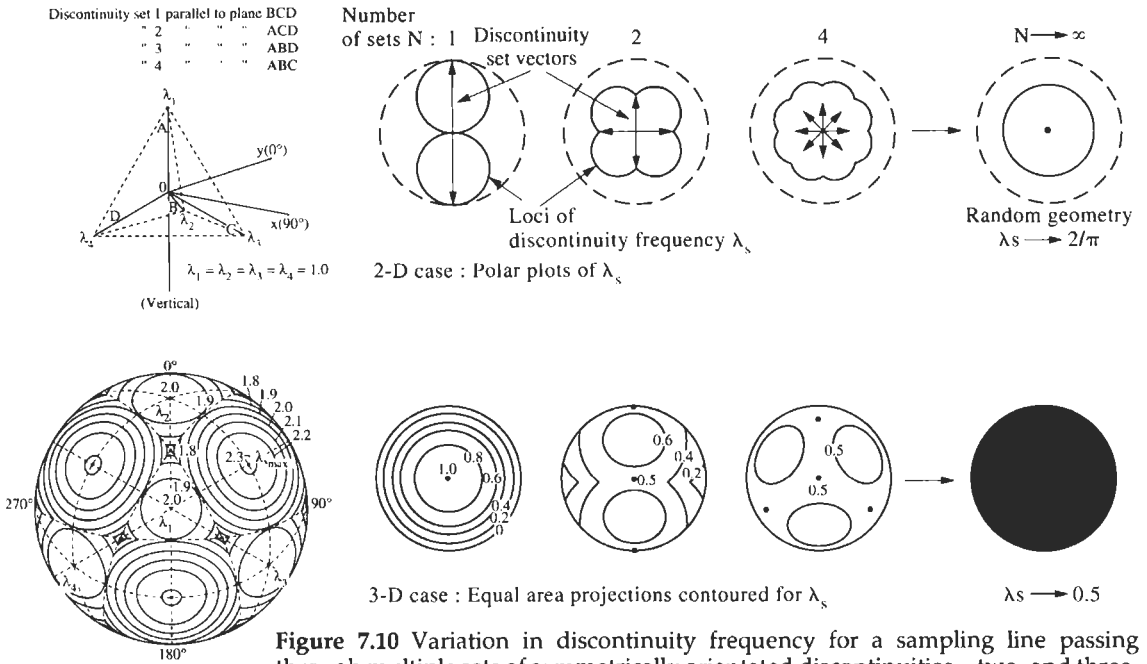 Discontinuity set 1 parallel to plane BCD
" 2 " " " ACD
" 3 " " " ABD
" 4 " " " ABC
λ1
A
y(0°)
0
D
B
λ2
x(90°)
C
λ4
λ3
λ1 = λ2 = λ3 = λ4 = 1.0
(Vertical)
Number
of sets N : 1
Discontinuity
set vectors
2
4
N → ∞
Loci of
discontinuity frequency λs
Random geometry
λs → 2/π
2-D case : Polar plots of λs
0°
1.8
1.9
2.0
2.1
2.2
2.0
λ2
1.9
1.8
2.3
λmax
1.9
2.0
λ1
270°
90°
λ4
λ3
180°
1.0
0.8
0.6
0.4
0.2
0
0.6
0.4
0.2
0.5
0.5
0.5
3-D case : Equal area projections contoured for λs
λs → 0.5
Figure 7.10 Variation in discontinuity frequency for a sampling line passing